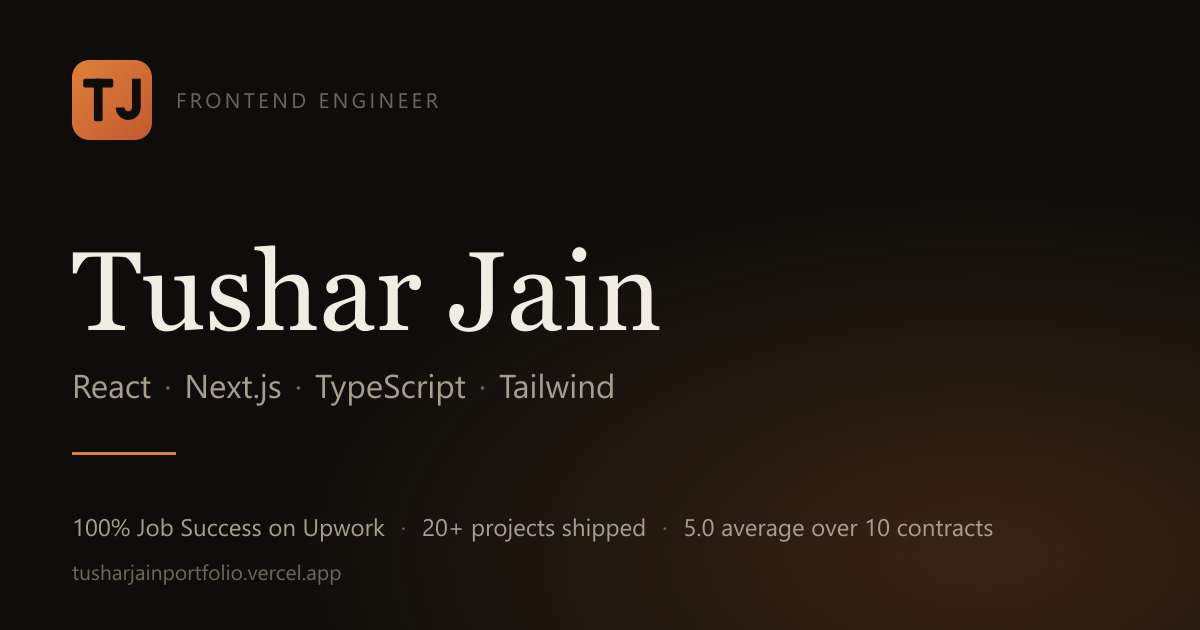 TJ
FRONTEND ENGINEER
Tushar Jain
React · Next.js · TypeScript · Tailwind
100% Job Success on Upwork · 20+ projects shipped · 5.0 average over 10 contracts
tusharjainportfolio.vercel.app